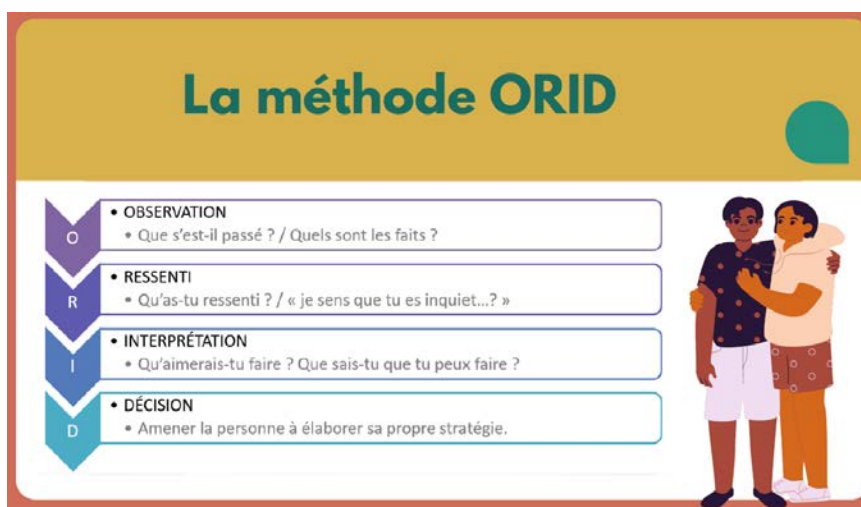 La méthode ORID
O
• OBSERVATION
• Que s'est-il passé ? / Quels sont les faits ?
R
• RESSENTI
• Qu'as-tu ressenti ? / « je sens que tu es inquiet...? »
I
• INTERPRÉTATION
• Qu'aimerais-tu faire ? Que sais-tu que tu peux faire ?
D
• DÉCISION
• Amener la personne à élaborer sa propre stratégie.